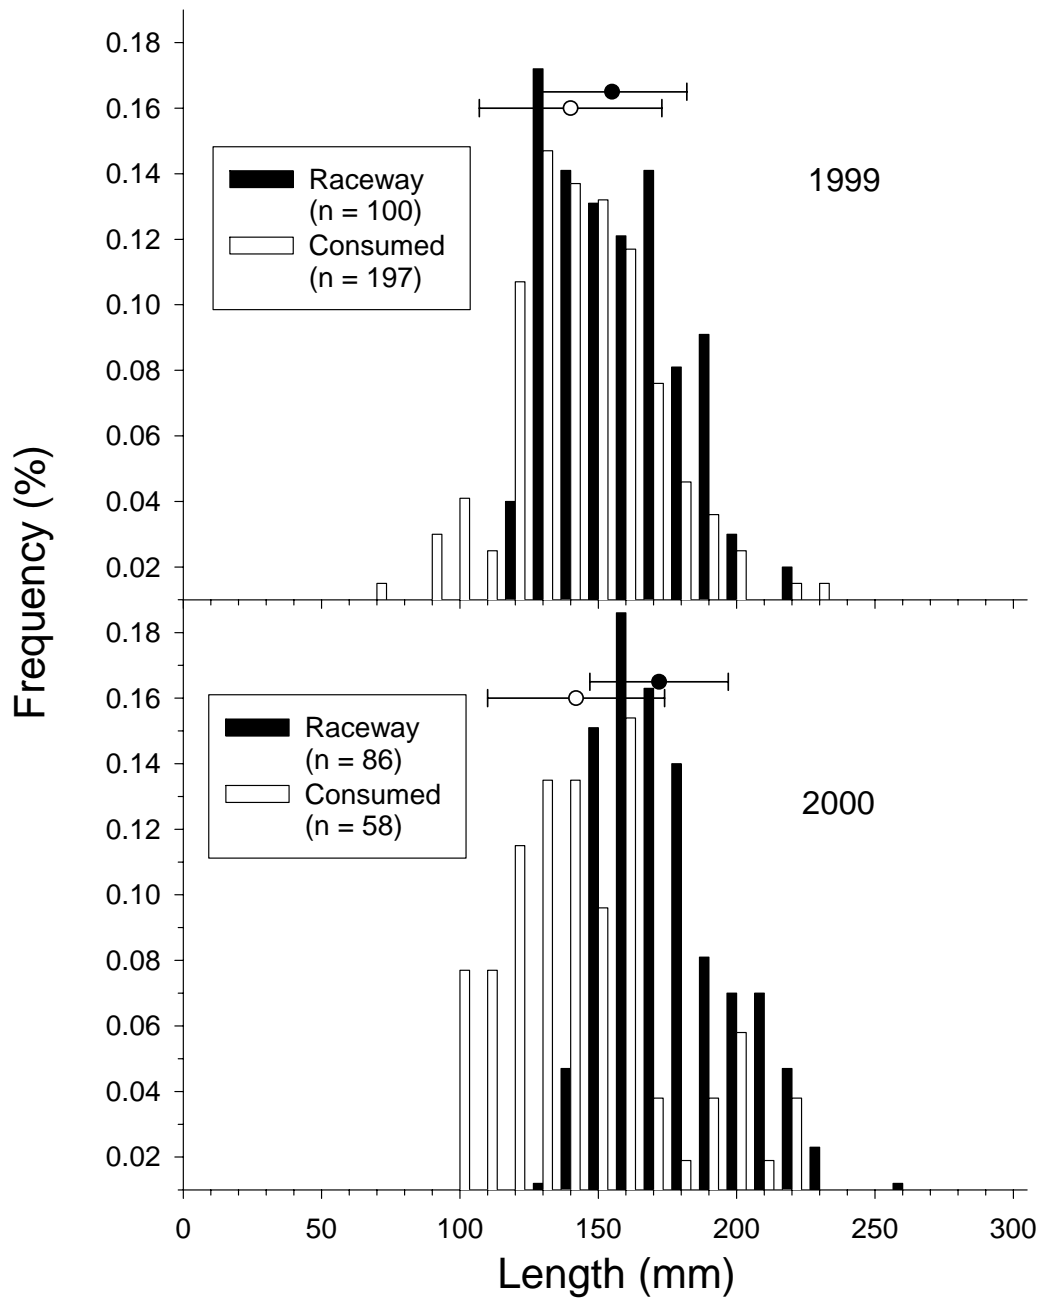 0.18
0.16
0.14
0.12
0.10
0.08
0.06
0.04
0.02
Raceway
(n = 100)
Consumed
(n = 197)
1999
Frequency (%)
0.18
0.16
0.14
0.12
0.10
0.08
0.06
0.04
0.02
Raceway
(n = 86)
Consumed
(n = 58)
2000
0 50 100 150 200 250 300
Length (mm)